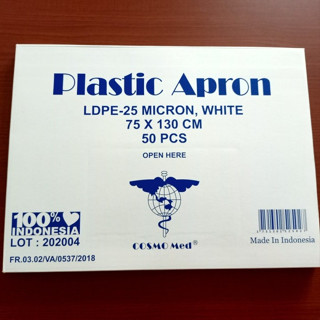 Plastic Apron
LDPE-25 MICRON, WHITE
75 X 130 CM
50 PCS
OPEN HERE
100%
INDONESIA
LOT : 202004
COSMO Med®
Made In Indonesia
FR.03.02/VA/0537/2018